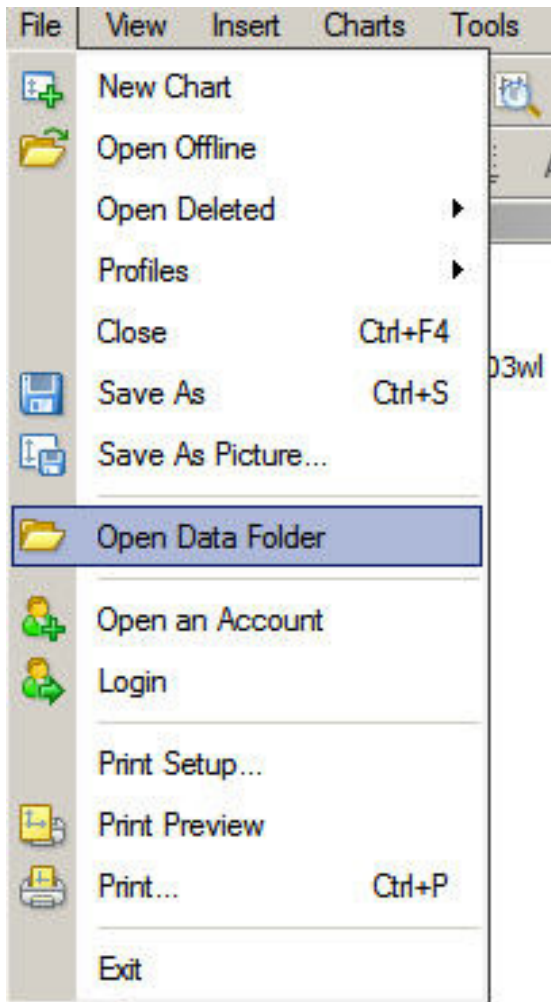 File View Insert Charts Tools
New Chart
Open Offline
Open Deleted
Profiles
Close Ctrl+F4
Save As Ctrl+S
Save As Picture...
Open Data Folder
Open an Account
Login
Print Setup...
Print Preview
Print... Ctrl+P
Exit